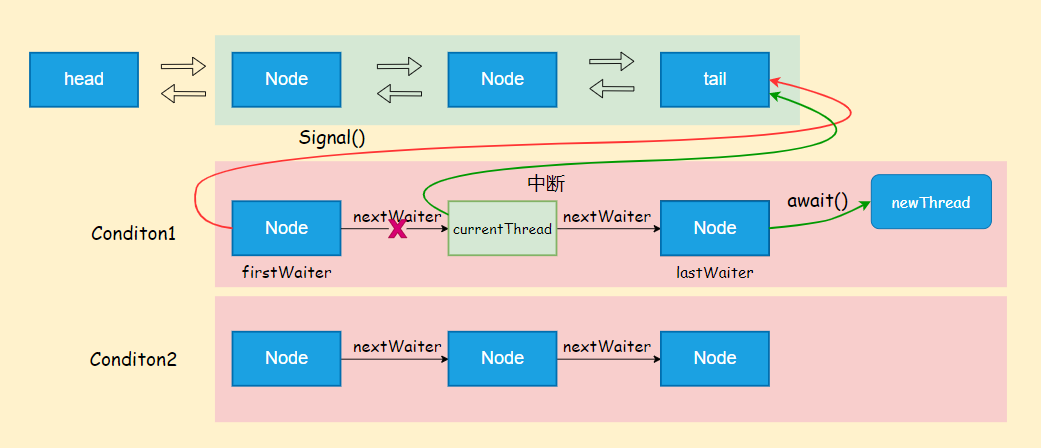 head
Node
Node
tail
Signal()
中断
await()
newThread
nextWaiter
nextWaiter
Conditon1
Node
currentThread
Node
firstWaiter
lastWaiter
nextWaiter
nextWaiter
Conditon2
Node
Node
Node